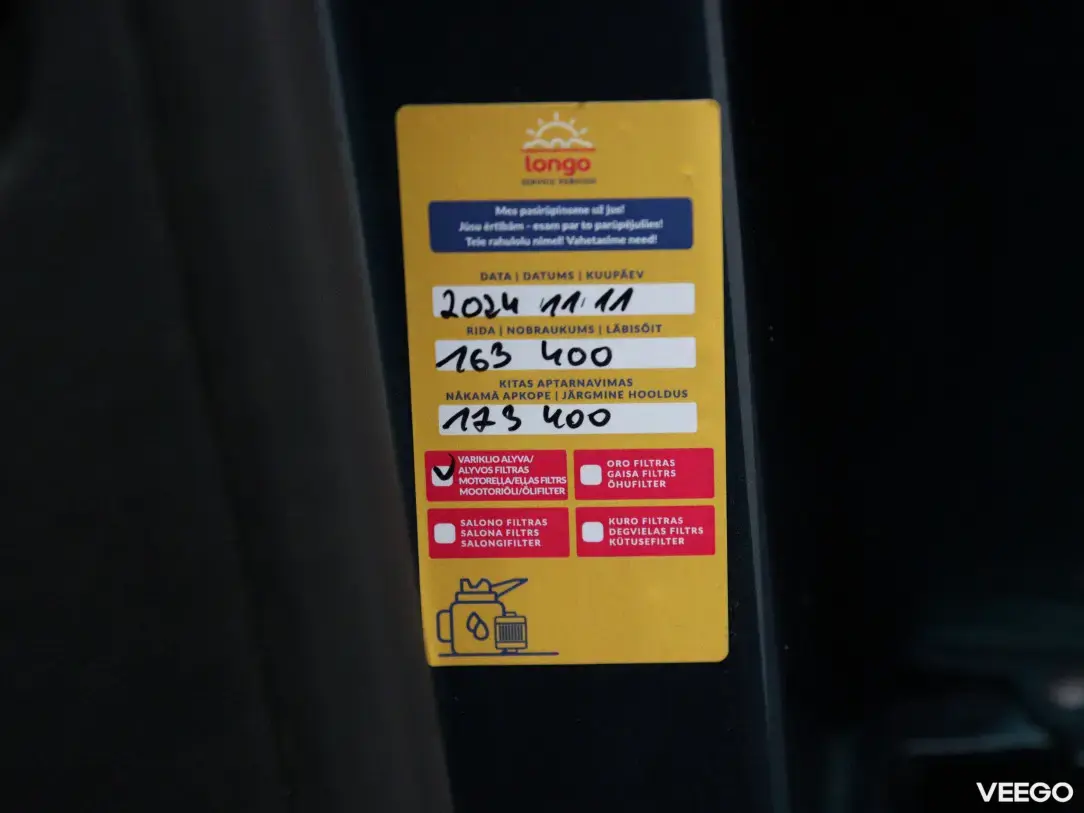 longo
Mes pasirūpinome už jus!
Jūsu ērtībām - esam par to parūpējušies!
Teie rahulolu nimel! Vahetasime need!
DATA | DATUMS | KUUPÄEV
2024 11 11
RIDA | NOBRAUKUMS | LÄBISÕIT
163 400
KITAS APTARNAVIMAS
NĀKAMĀ APKOPE | JÄRGMINE HOOLDUS
173 400
VARIKLIO ALYVA/
ALYVOS FILTRAS
MOTOREĻĻA/EĻĻAS FILTRS
MOOTORIÕLI/ÕLIFILTER
ORO FILTRAS
GAISA FILTRS
ÕHUFILTER
SALONO FILTRAS
SALONA FILTRS
SALONGIFILTER
KURO FILTRAS
DEGVIELAS FILTRS
KÜTUSEFILTER
VEEGO